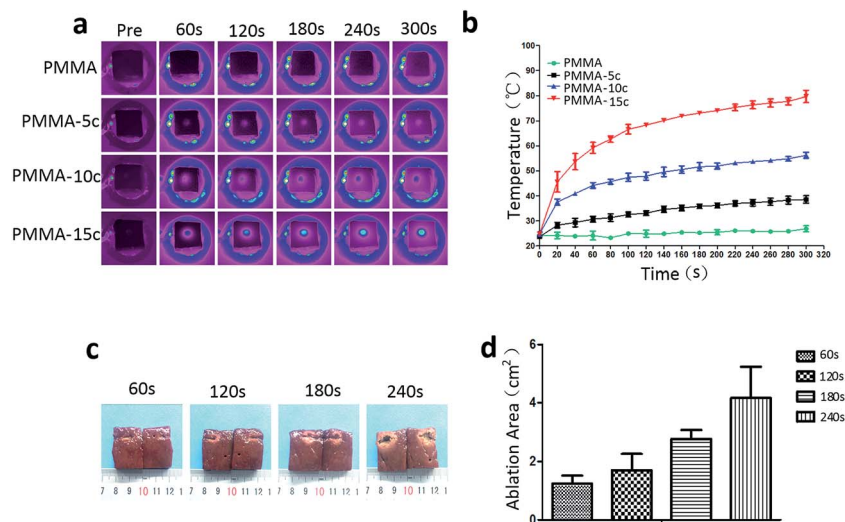 a
Pre 60s 120s 180s 240s 300s
PMMA
PMMA-5c
PMMA-10c
PMMA-15c
b
Temperature (℃)
100
90
80
70
60
50
40
30
20
PMMA
PMMA-5c
PMMA-10c
PMMA-15c
0 20 40 60 80 100 120 140 160 180 200 220 240 260 280 300 320
Time (s)
c
60s 120s 180s 240s
7 8 9 10 11 12 1 7 8 9 10 11 12 1 7 8 9 10 11 12 1 7 8 9 10 11 12 1
d
Ablation Area (cm²)
6
4
2
0
60s
120s
180s
240s